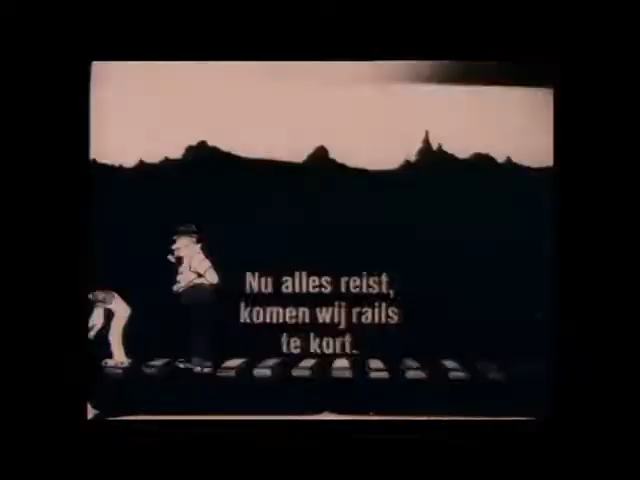 Nu alles reist,
komen wij rails
te kort.